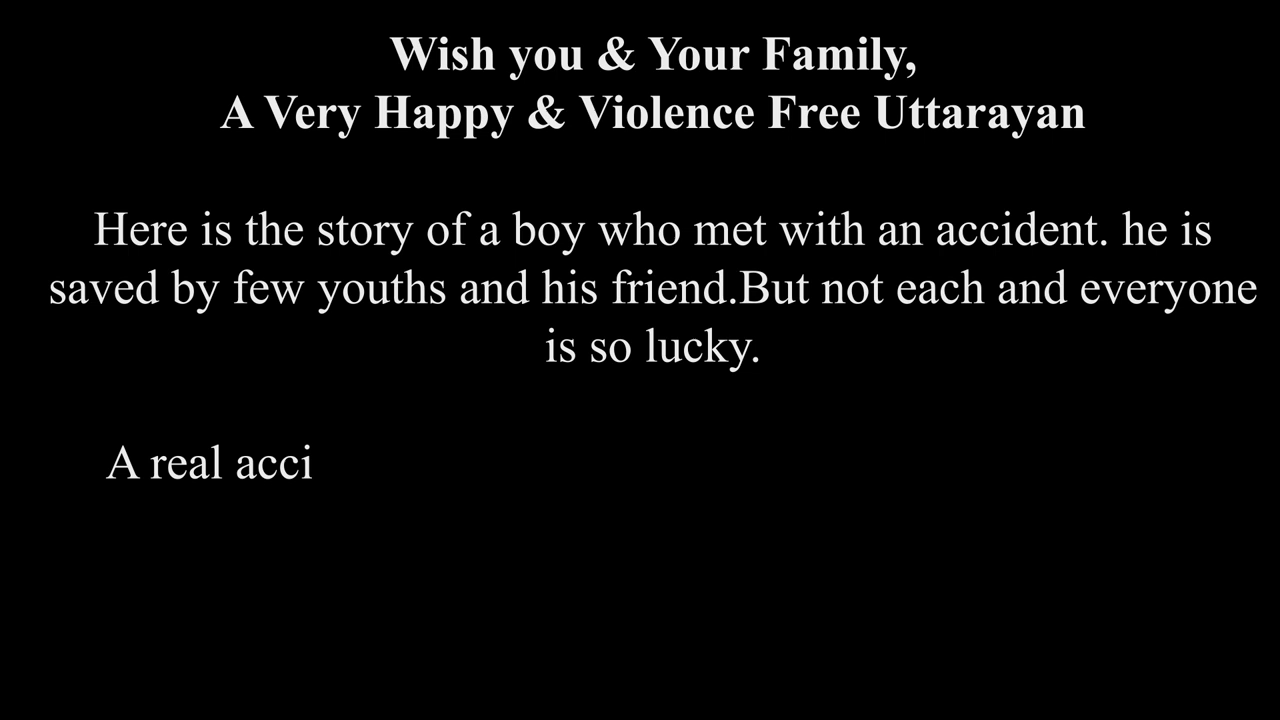 Wish you & Your Family,
A Very Happy & Violence Free Uttarayan
Here is the story of a boy who met with an accident. he is
saved by few youths and his friend.But not each and everyone
is so lucky.
A real acci